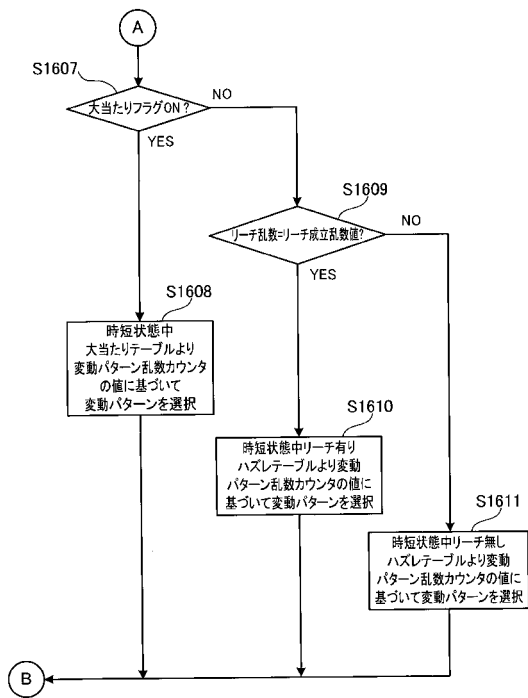 A
S1607
大当たりフラグON?
NO
YES
S1609
リーチ乱数=リーチ成立乱数値?
NO
YES
S1608
時短状態中
大当たりテーブルより
変動パターン乱数カウンタ
の値に基づいて
変動パターンを選択
S1610
時短状態中リーチ有り
ハズレテーブルより変動
パターン乱数カウンタの値に
基づいて変動パターンを選択
S1611
時短状態中リーチ無し
ハズレテーブルより変動
パターン乱数カウンタの値に
基づいて変動パターンを選択
B